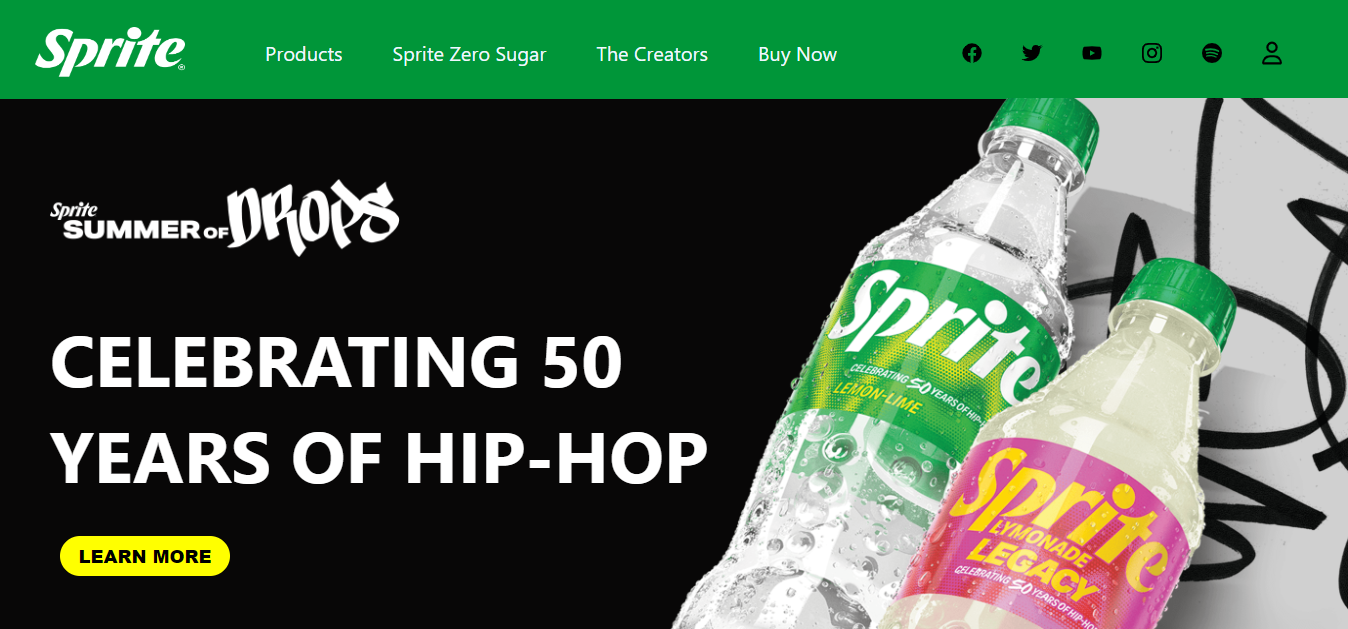 Sprite®
Products
Sprite Zero Sugar
The Creators
Buy Now
Sprite
SUMMER OF DROPS
CELEBRATING 50
YEARS OF HIP-HOP
LEARN MORE
Sprite
CELEBRATING 50 YEARS OF HIP-
LEMON-LIME
Sprite
LYMONADE
LEGACY
CELEBRATING 50 YEARS OF HIP-HO